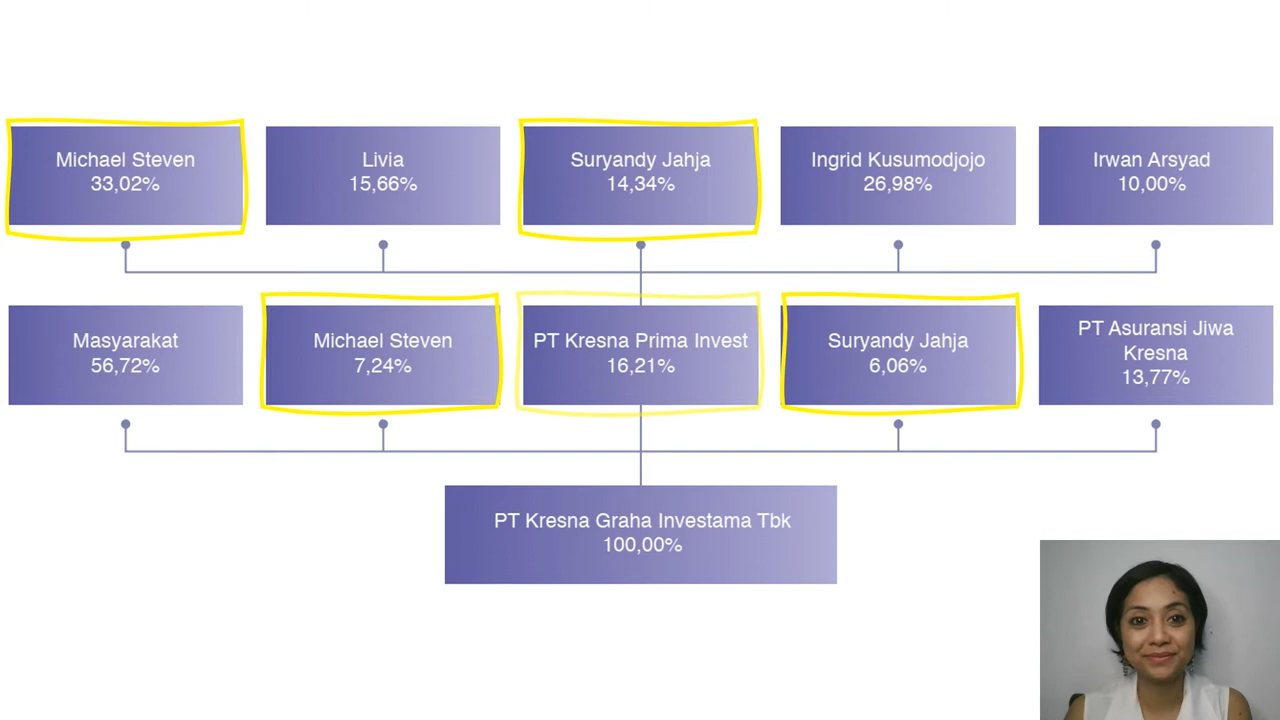 Michael Steven
33,02%
Livia
15,66%
Suryandy Jahja
14,34%
Ingrid Kusumodjojo
26,98%
Irwan Arsyad
10,00%
Masyarakat
56,72%
Michael Steven
7,24%
PT Kresna Prima Invest
16,21%
Suryandy Jahja
6,06%
PT Asuransi Jiwa
Kresna
13,77%
PT Kresna Graha Investama Tbk
100,00%